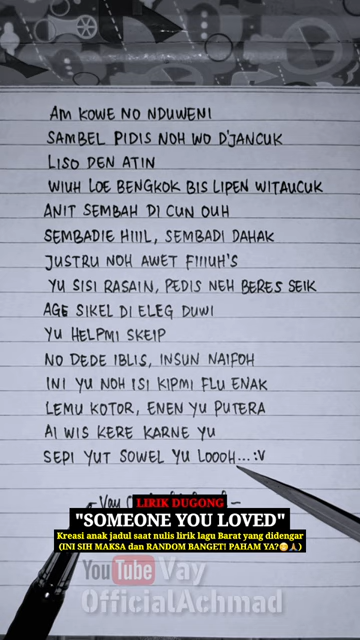 AM KOWE NO NDUWENI
SAMBEL PIDIS NOH WO D'JANCUK
LISO DEN ATIN
WIUH LOE BENGKOK BIS LIPEN WITAUCUK
ANIT SEMBAH DI CUN OUH
SEMBADIE HIIIL, SEMBADI DAHAK
JUSTRU NOH AWET FIIIUH'S
YU SISI RASAIN, PEDIS NEH BERES SEIK
AGE SIKEL DI ELEG DUWI
YU HELPMI SKEIP
NO DEDE IBLIS, INSUN NAIFOH
INI YU NOH ISI KIPMI FLU ENAK
LEMU KOTOR, ENEN YU PUTERA
AI WIS KERE KARNE YU
SEPI YUT SOWEL YU LOOOH...:V
LIRIK DUGONG
"SOMEONE YOU LOVED"
Kreasi anak jadul saat nulis lirik lagu Barat yang didengar
(INI SIH MAKSA dan RANDOM BANGET! PAHAM YA?😁🙏)
YouTube Vay
OfficialAchmad